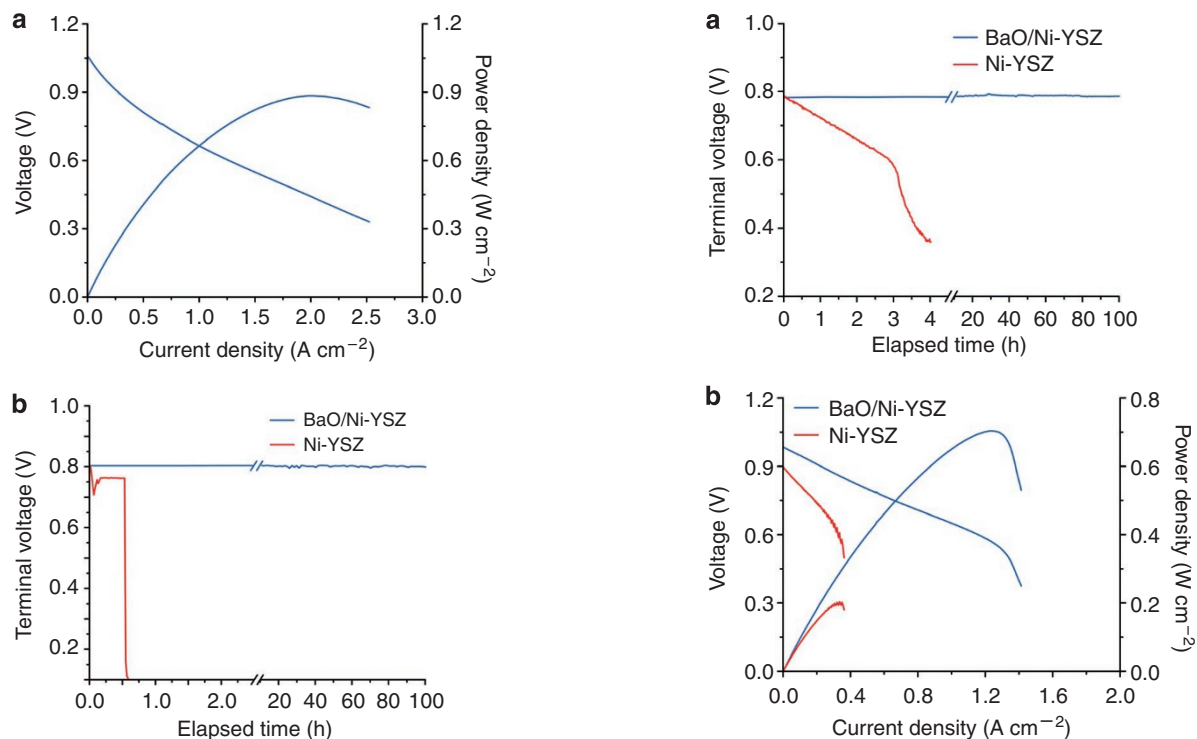 a
1.2
0.9
0.6
0.3
0.0
Voltage (V)
1.2
0.9
0.6
0.3
0.0
Power density (W cm−2)
0.0 0.5 1.0 1.5 2.0 2.5 3.0
Current density (A cm−2)
a
1.0
0.8
0.6
0.4
0.2
Terminal voltage (V)
BaO/Ni-YSZ
Ni-YSZ
0 1 2 3 4 20 40 60 80 100
Elapsed time (h)
b
1.0
0.8
0.6
0.4
0.2
Terminal voltage (V)
BaO/Ni-YSZ
Ni-YSZ
0.0 1.0 2.0 20 40 60 80 100
Elapsed time (h)
b
1.2
0.9
0.6
0.3
0.0
Voltage (V)
BaO/Ni-YSZ
Ni-YSZ
0.8
0.6
0.4
0.2
0.0
Power density (W cm−2)
0.0 0.4 0.8 1.2 1.6 2.0
Current density (A cm−2)